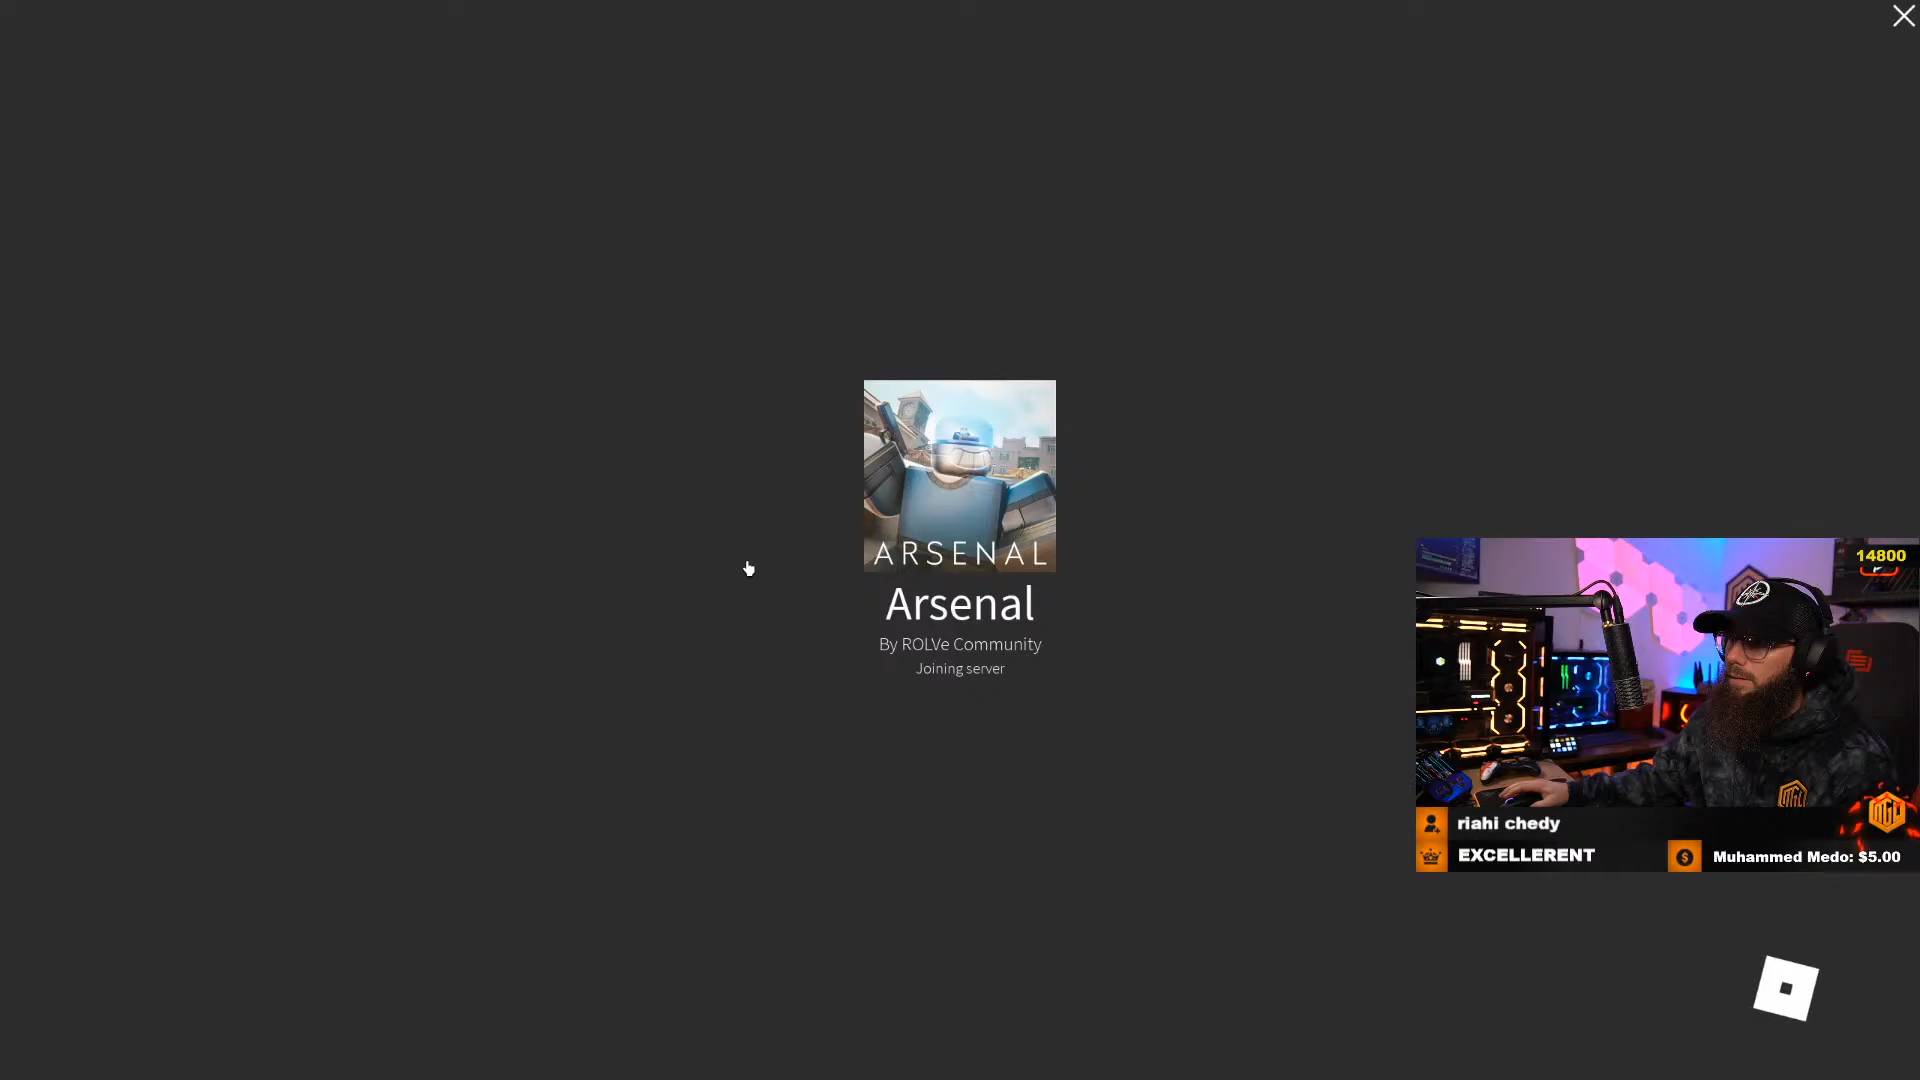 ARSENAL
Arsenal
By ROLVe Community
Joining server
14800
riahi chedy
EXCELLERENT
Muhammed Medo: $5.00